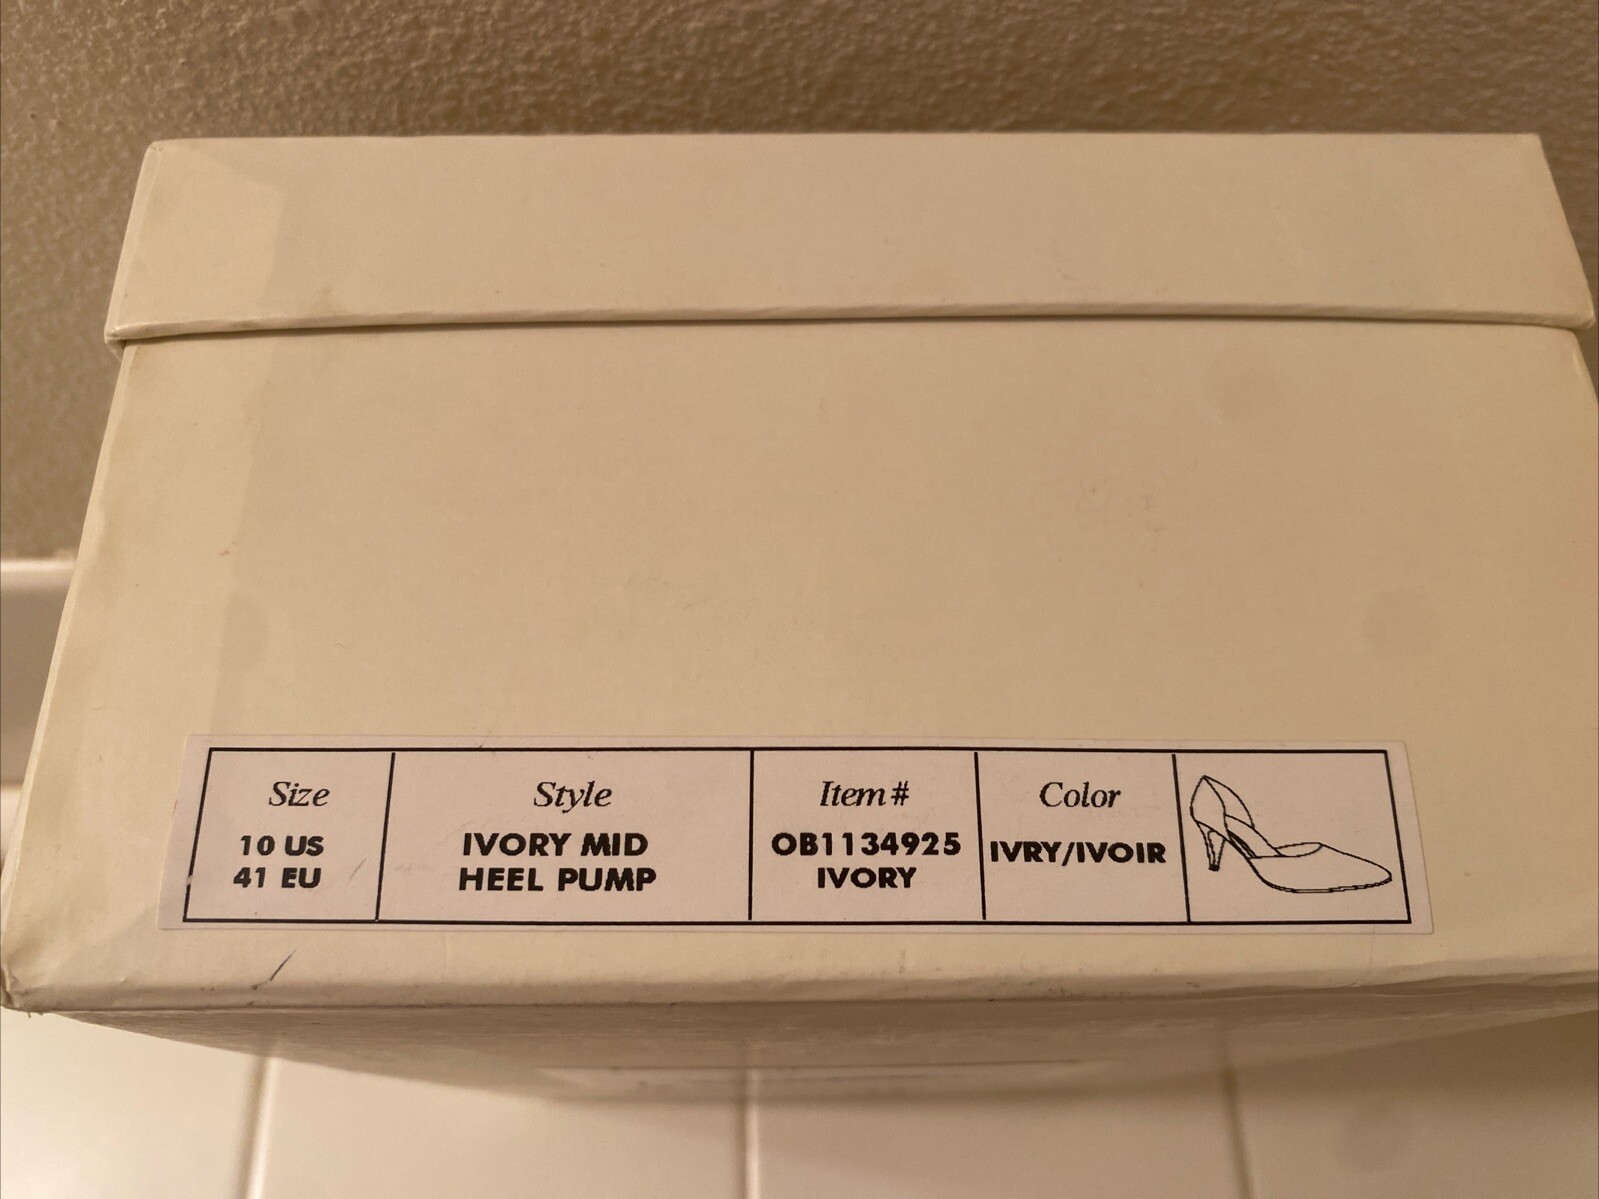 Size
10 US
41 EU
Style
IVORY MID
HEEL PUMP
Item#
OB1134925
IVORY
Color
IVRY/IVOIR